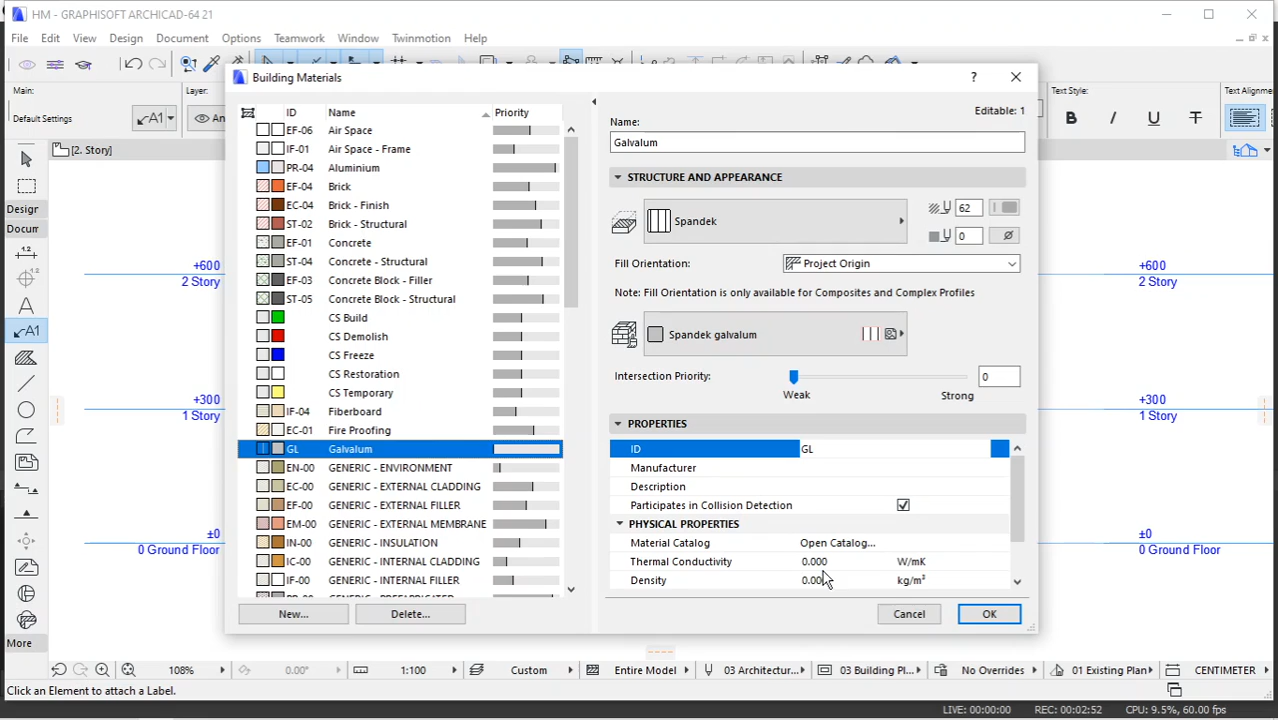 HM - GRAPHISOFT ARCHICAD-64 21
File Edit View Design Document Options Teamwork Window Twinmotion Help
Main:
Default Settings
Layer:
An
A1
[2. Story]
Text Style:
Text Alignme
B I U T
Design
Docum
1.2
1.2
A
A1
More
+600
2 Story
+300
1 Story
±0
0 Ground Floor
+600
2 Story
+300
1 Story
±0
0 Ground Floor
Building Materials
ID Name Priority
EF-06 Air Space
IF-01 Air Space - Frame
PR-04 Aluminium
EF-04 Brick
EC-04 Brick - Finish
ST-02 Brick - Structural
EF-01 Concrete
ST-04 Concrete - Structural
EF-03 Concrete Block - Filler
ST-05 Concrete Block - Structural
CS Build
CS Demolish
CS Freeze
CS Restoration
CS Temporary
IF-04 Fiberboard
EC-01 Fire Proofing
GL Galvalum
EN-00 GENERIC - ENVIRONMENT
EC-00 GENERIC - EXTERNAL CLADDING
EF-00 GENERIC - EXTERNAL FILLER
EM-00 GENERIC - EXTERNAL MEMBRANE
IN-00 GENERIC - INSULATION
IC-00 GENERIC - INTERNAL CLADDING
IF-00 GENERIC - INTERNAL FILLER
New... Delete...
Editable: 1
Name:
Galvalum
STRUCTURE AND APPEARANCE
Spandek
62
0
Fill Orientation: Project Origin
Note: Fill Orientation is only available for Composites and Complex Profiles
Spandek galvalum
Intersection Priority: 0
Weak Strong
PROPERTIES
ID GL
Manufacturer
Description
Participates in Collision Detection
PHYSICAL PROPERTIES
Material Catalog Open Catalog...
Thermal Conductivity 0.000 W/mK
Density kg/m³
Cancel OK
108% 0.00° 1:100 Custom Entire Model 03 Architectur... 03 Building Pl... No Overrides 01 Existing Plan CENTIMETER
Click an Element to attach a Label.
LIVE: 00:00:00 REC: 00:02:52 CPU: 9.5%, 60.00 fps